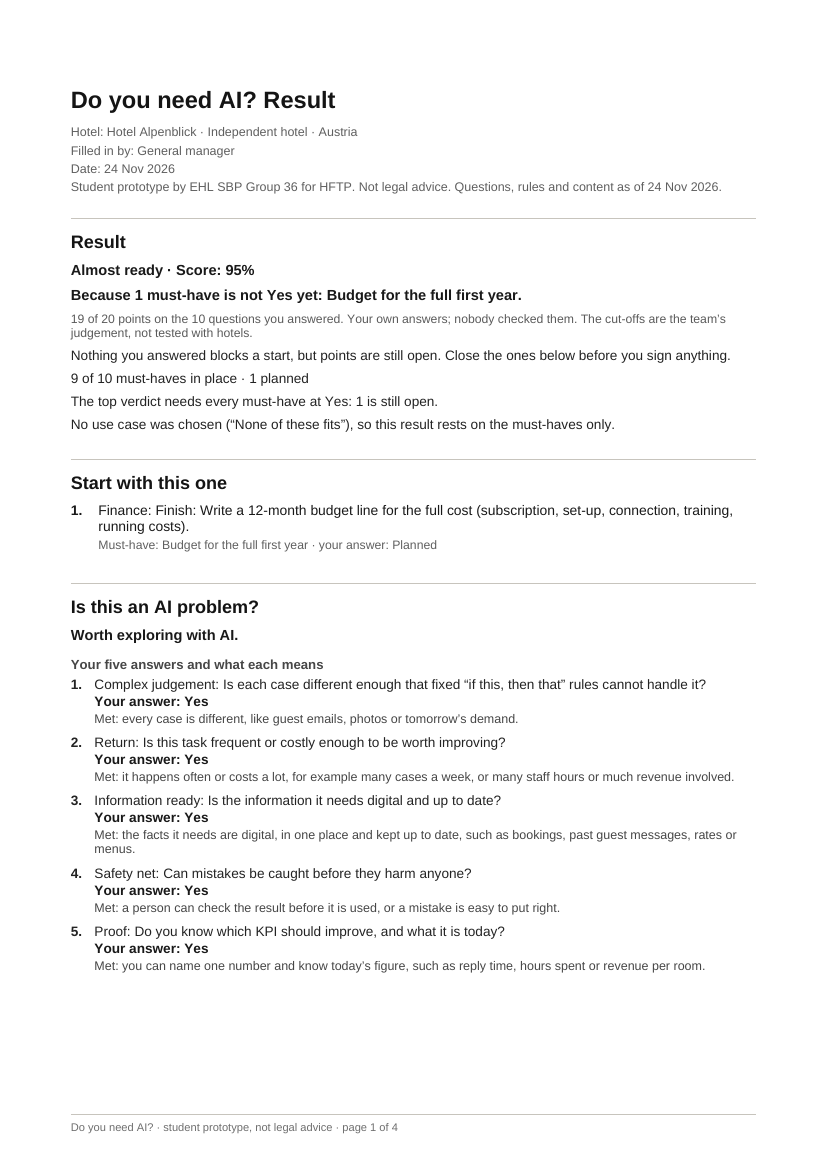 Do you need AI? Result
Hotel: Hotel Alpenblick · Independent hotel · Austria
Filled in by: General manager
Date: 24 Nov 2026
Student prototype by EHL SBP Group 36 for HFTP. Not legal advice. Questions, rules and content as of 24 Nov 2026.
Result
Almost ready · Score: 95%
Because 1 must-have is not Yes yet: Budget for the full first year.
19 of 20 points on the 10 questions you answered. Your own answers; nobody checked them. The cut-offs are the team’s
judgement, not tested with hotels.
Nothing you answered blocks a start, but points are still open. Close the ones below before you sign anything.
9 of 10 must-haves in place · 1 planned
The top verdict needs every must-have at Yes: 1 is still open.
No use case was chosen (“None of these fits”), so this result rests on the must-haves only.
Start with this one
1. Finance: Finish: Write a 12-month budget line for the full cost (subscription, set-up, connection, training,
running costs).
Must-have: Budget for the full first year · your answer: Planned
Is this an AI problem?
Worth exploring with AI.
Your five answers and what each means
1. Complex judgement: Is each case different enough that fixed “if this, then that” rules cannot handle it?
Your answer: Yes
Met: every case is different, like guest emails, photos or tomorrow’s demand.
2. Return: Is this task frequent or costly enough to be worth improving?
Your answer: Yes
Met: it happens often or costs a lot, for example many cases a week, or many staff hours or much revenue involved.
3. Information ready: Is the information it needs digital and up to date?
Your answer: Yes
Met: the facts it needs are digital, in one place and kept up to date, such as bookings, past guest messages, rates or
menus.
4. Safety net: Can mistakes be caught before they harm anyone?
Your answer: Yes
Met: a person can check the result before it is used, or a mistake is easy to put right.
5. Proof: Do you know which KPI should improve, and what it is today?
Your answer: Yes
Met: you can name one number and know today’s figure, such as reply time, hours spent or revenue per room.
Do you need AI? · student prototype, not legal advice · page 1 of 4